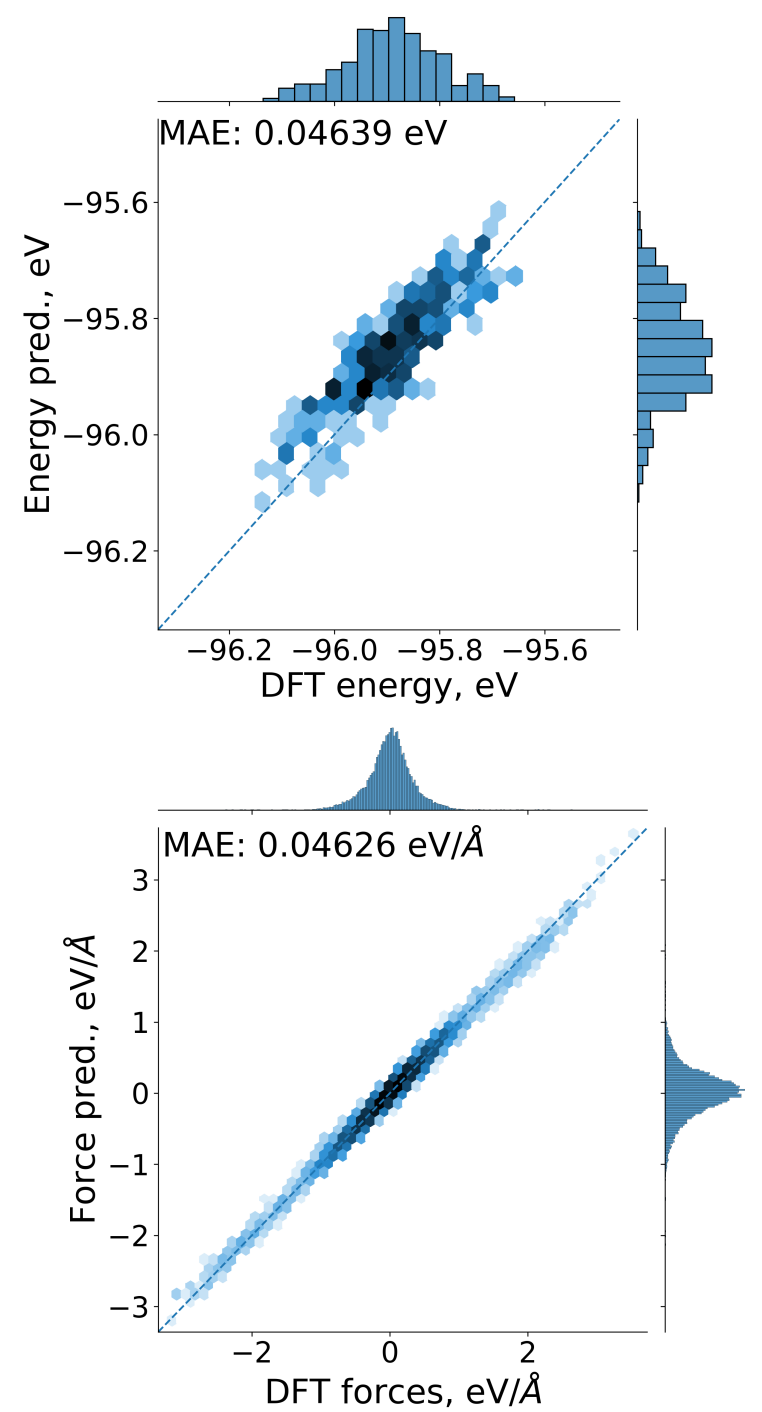 MAE: 0.04639 eV
−95.6
−95.8
−96.0
−96.2
Energy pred., eV
−96.2 −96.0 −95.8 −95.6
DFT energy, eV
MAE: 0.04626 eV/Å
3
2
1
0
−1
−2
−3
Force pred., eV/Å
−2 0 2
DFT forces, eV/Å